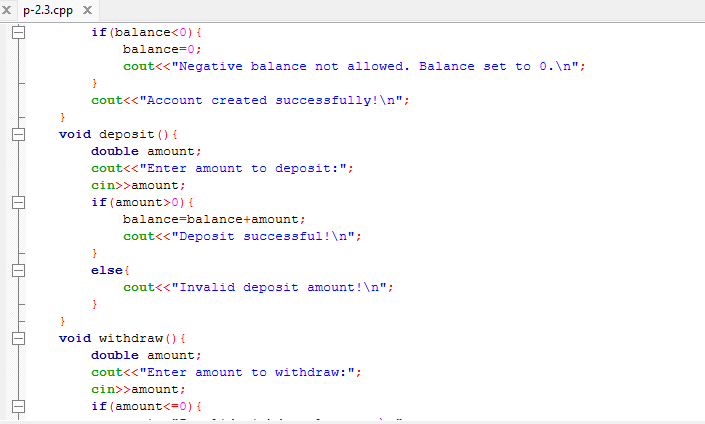 p-2.3.cpp
if(balance<0){
balance=0;
cout<<"Negative balance not allowed. Balance set to 0.\n";
}
cout<<"Account created successfully!\n";
}
void deposit(){
double amount;
cout<<"Enter amount to deposit:";
cin>>amount;
if(amount>0){
balance=balance+amount;
cout<<"Deposit successful!\n";
}
else{
cout<<"Invalid deposit amount!\n";
}
}
void withdraw(){
double amount;
cout<<"Enter amount to withdraw:";
cin>>amount;
if(amount<=0){